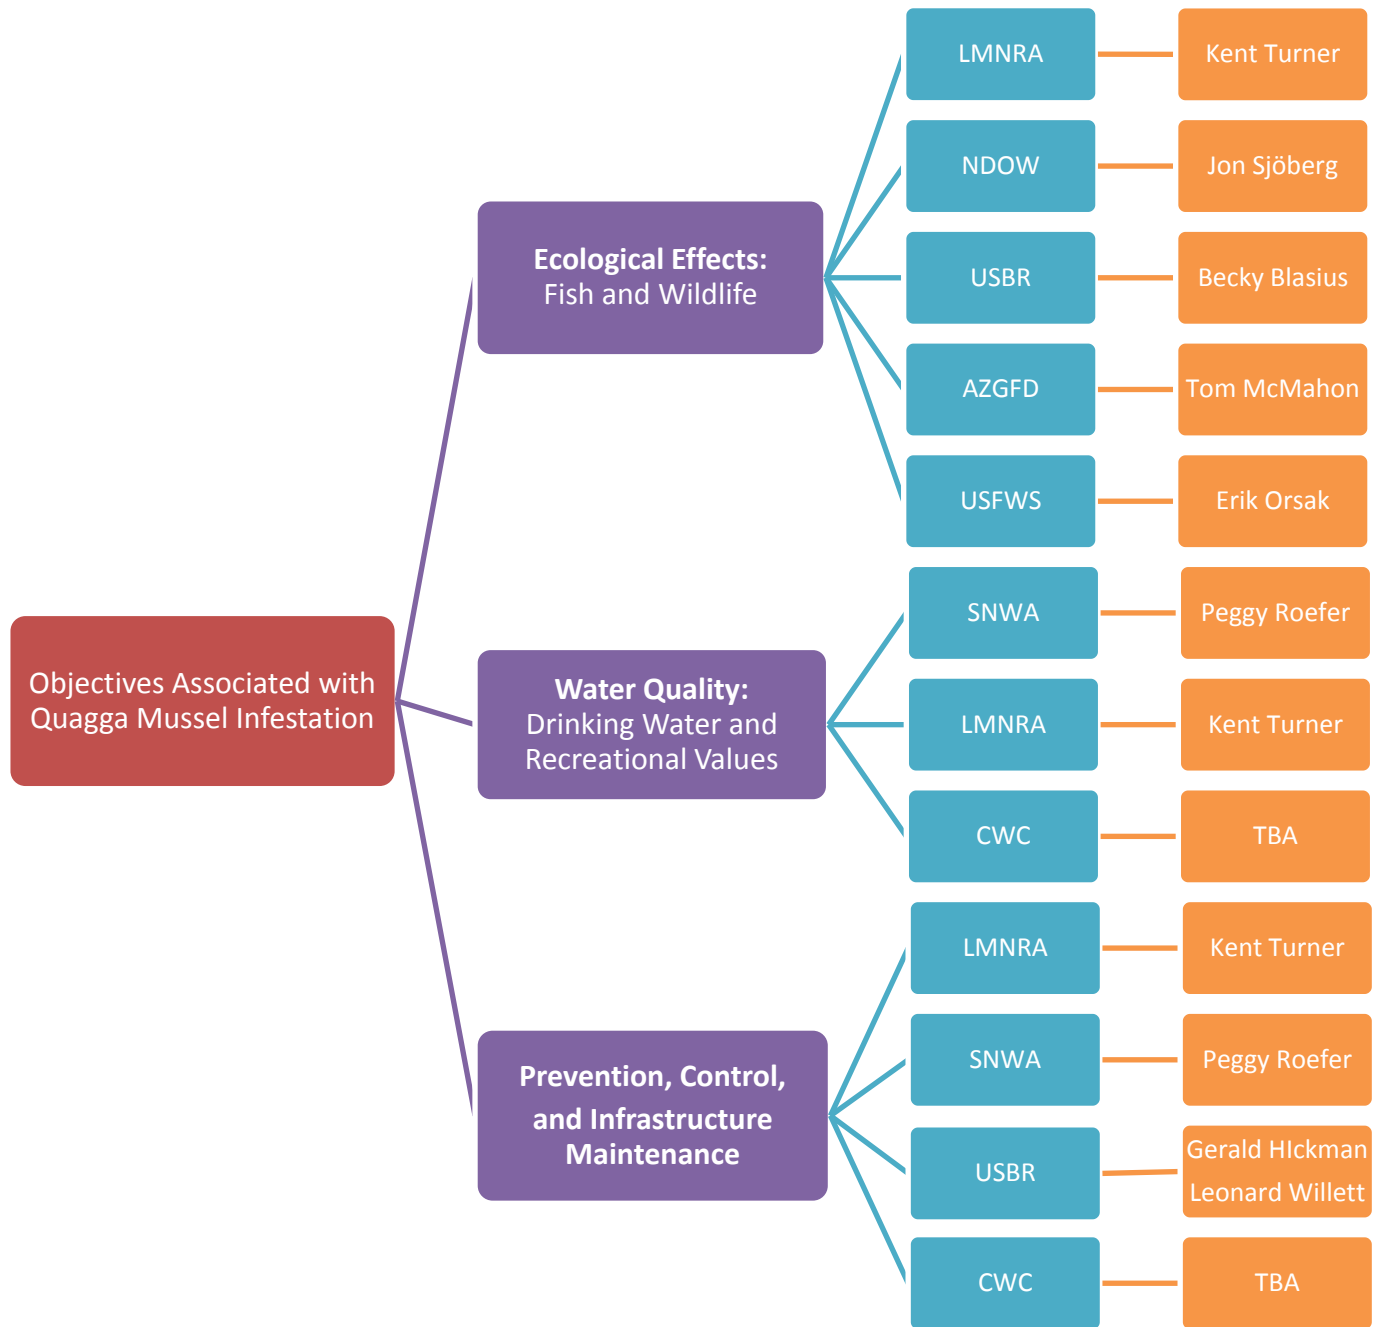 Objectives Associated with
Quagga Mussel Infestation
Ecological Effects:
Fish and Wildlife
LMNRA
Kent Turner
NDOW
Jon Sjöberg
USBR
Becky Blasius
AZGFD
Tom McMahon
USFWS
Erik Orsak
Water Quality:
Drinking Water and
Recreational Values
SNWA
Peggy Roefer
LMNRA
Kent Turner
CWC
TBA
Prevention, Control,
and Infrastructure
Maintenance
LMNRA
Kent Turner
SNWA
Peggy Roefer
USBR
Gerald HIckman
Leonard Willett
CWC
TBA